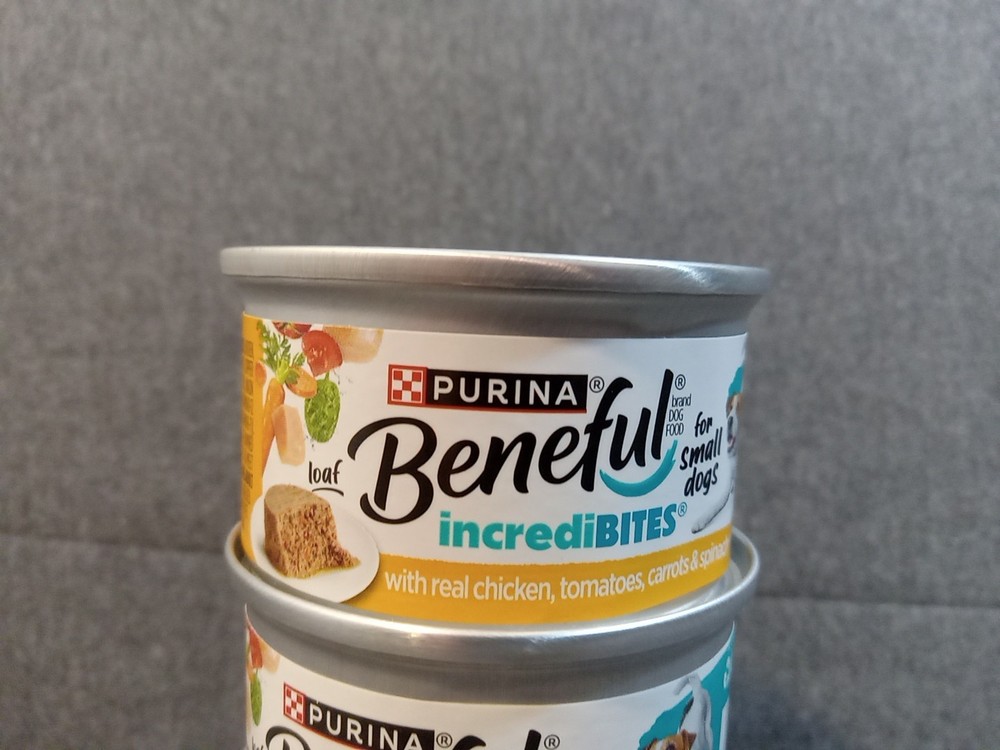 PURINA®
Beneful®
brand
DOG
FOOD
for
small
dogs
loaf
incrediBITES®
with real chicken, tomatoes, carrots & spinach
PURINA®
®